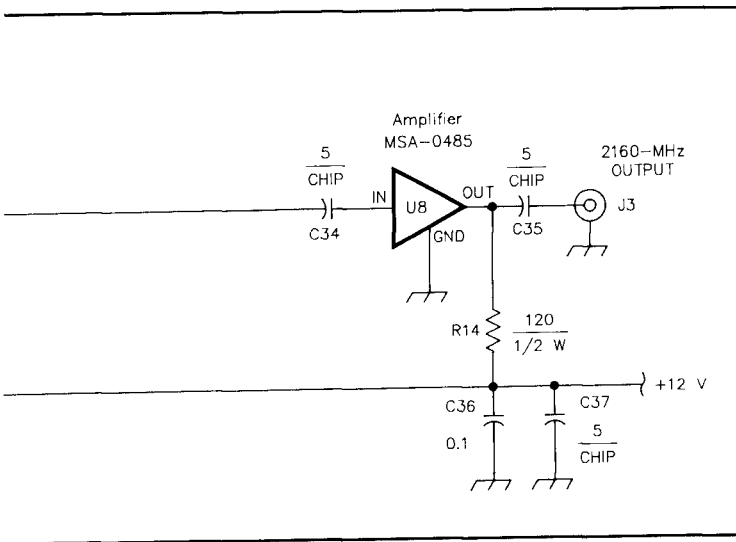 Amplifier
MSA-0485
5
CHIP
C34
IN
U8
OUT
GND
5
CHIP
C35
2160-MHz
OUTPUT
J3
R14
120
1/2 W
+12 V
C36
0.1
C37
5
CHIP